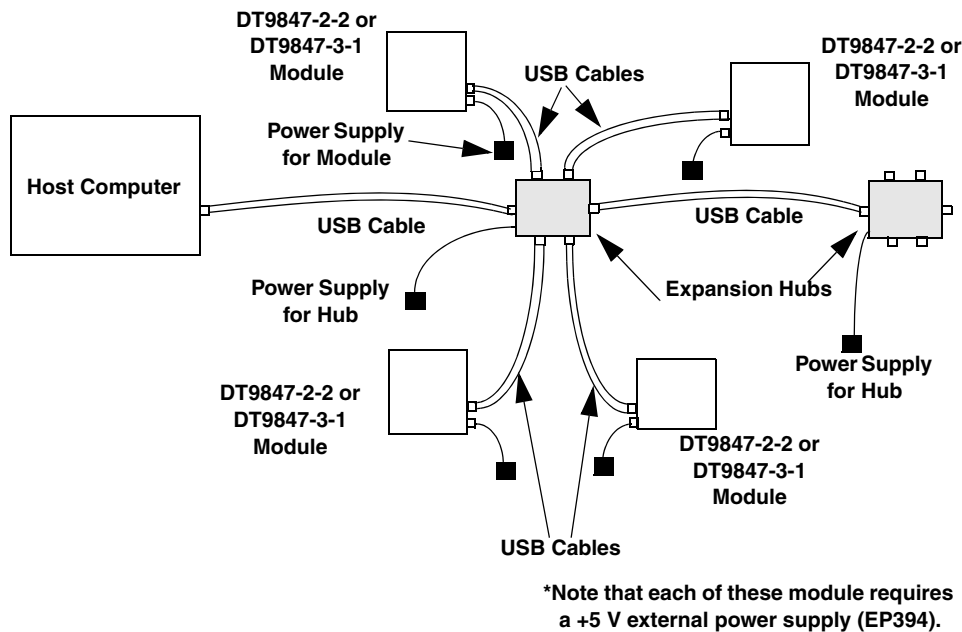 DT9847-2-2 or
DT9847-3-1
Module
USB Cables
DT9847-2-2 or
DT9847-3-1
Module
Power Supply
for Module
Host Computer
USB Cable
USB Cable
Power Supply
for Hub
Expansion Hubs
Power Supply
for Hub
DT9847-2-2 or
DT9847-3-1
Module
DT9847-2-2 or
DT9847-3-1
Module
USB Cables
*Note that each of these module requires
a +5 V external power supply (EP394).